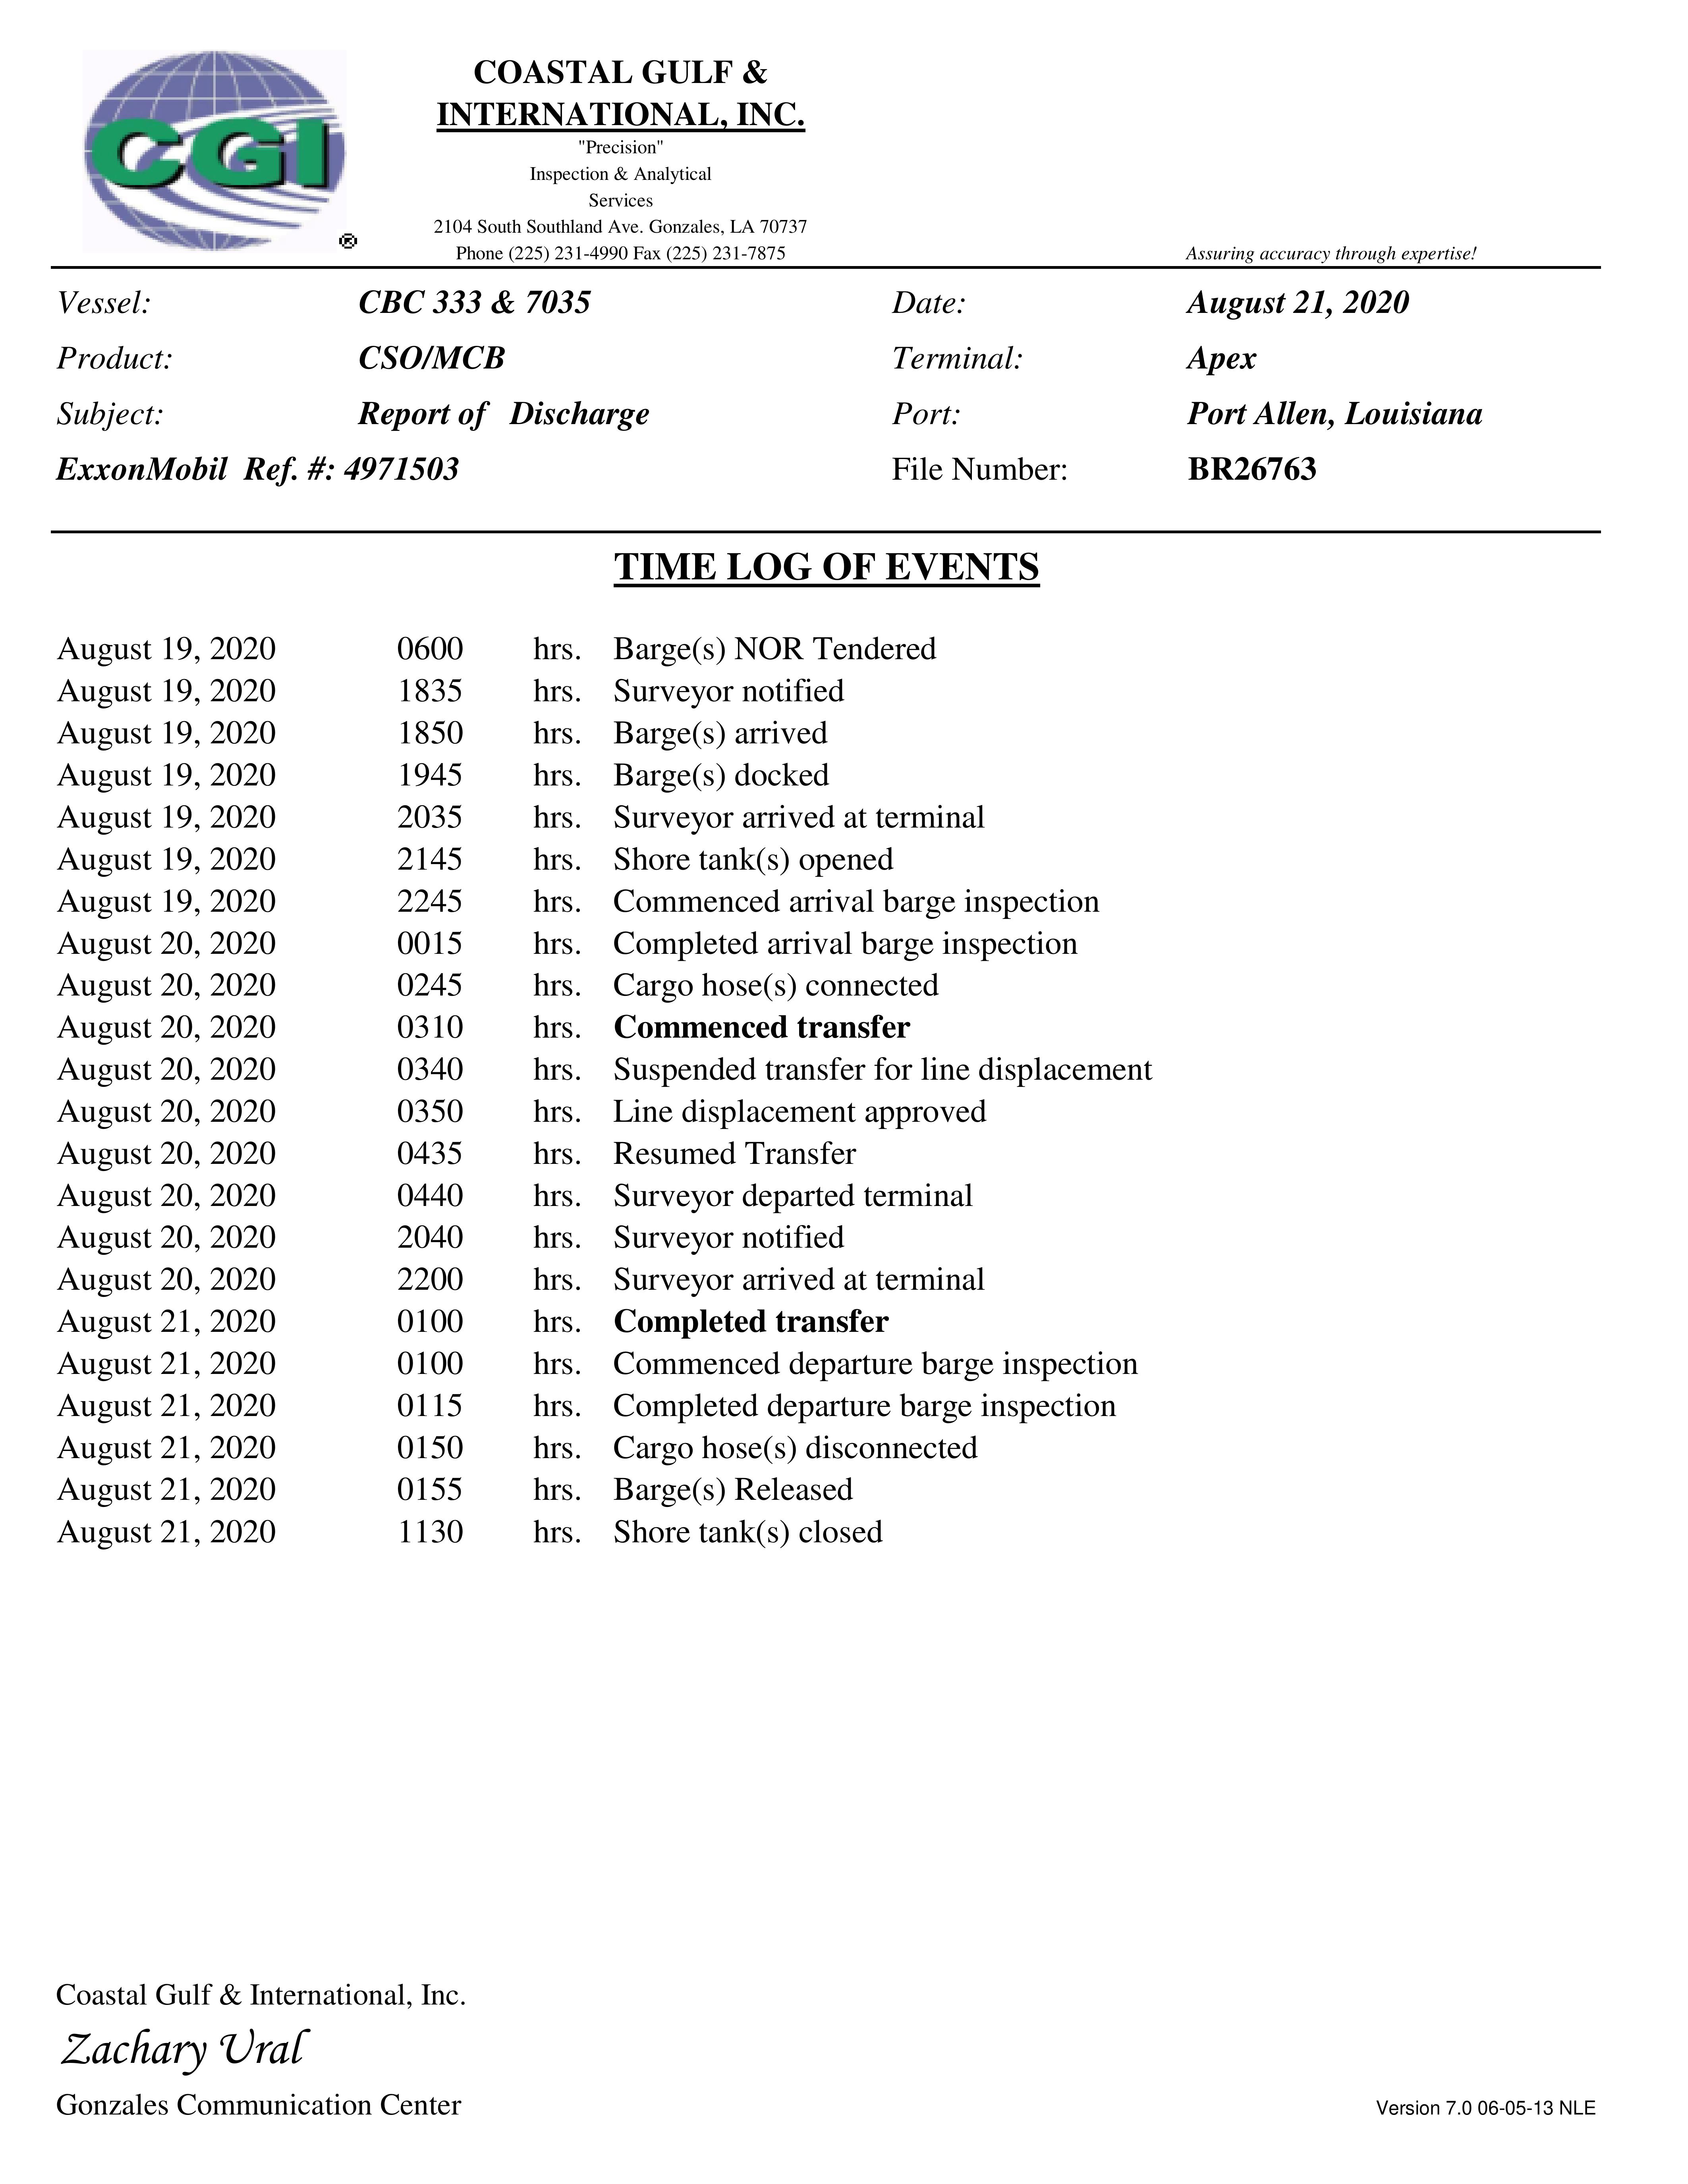 CGI
®
COASTAL GULF &
INTERNATIONAL, INC.
"Precision"
Inspection & Analytical
Services
2104 South Southland Ave. Gonzales, LA 70737
Phone (225) 231-4990 Fax (225) 231-7875
Assuring accuracy through expertise!
Vessel: CBC 333 & 7035 Date: August 21, 2020
Product: CSO/MCB Terminal: Apex
Subject: Report of Discharge Port: Port Allen, Louisiana
ExxonMobil Ref. #: 4971503 File Number: BR26763
TIME LOG OF EVENTS
August 19, 2020 0600 hrs. Barge(s) NOR Tendered
August 19, 2020 1835 hrs. Surveyor notified
August 19, 2020 1850 hrs. Barge(s) arrived
August 19, 2020 1945 hrs. Barge(s) docked
August 19, 2020 2035 hrs. Surveyor arrived at terminal
August 19, 2020 2145 hrs. Shore tank(s) opened
August 19, 2020 2245 hrs. Commenced arrival barge inspection
August 20, 2020 0015 hrs. Completed arrival barge inspection
August 20, 2020 0245 hrs. Cargo hose(s) connected
August 20, 2020 0310 hrs. Commenced transfer
August 20, 2020 0340 hrs. Suspended transfer for line displacement
August 20, 2020 0350 hrs. Line displacement approved
August 20, 2020 0435 hrs. Resumed Transfer
August 20, 2020 0440 hrs. Surveyor departed terminal
August 20, 2020 2040 hrs. Surveyor notified
August 20, 2020 2200 hrs. Surveyor arrived at terminal
August 21, 2020 0100 hrs. Completed transfer
August 21, 2020 0100 hrs. Commenced departure barge inspection
August 21, 2020 0115 hrs. Completed departure barge inspection
August 21, 2020 0150 hrs. Cargo hose(s) disconnected
August 21, 2020 0155 hrs. Barge(s) Released
August 21, 2020 1130 hrs. Shore tank(s) closed
Coastal Gulf & International, Inc.
Zachary Ural
Gonzales Communication Center
Version 7.0 06-05-13 NLE